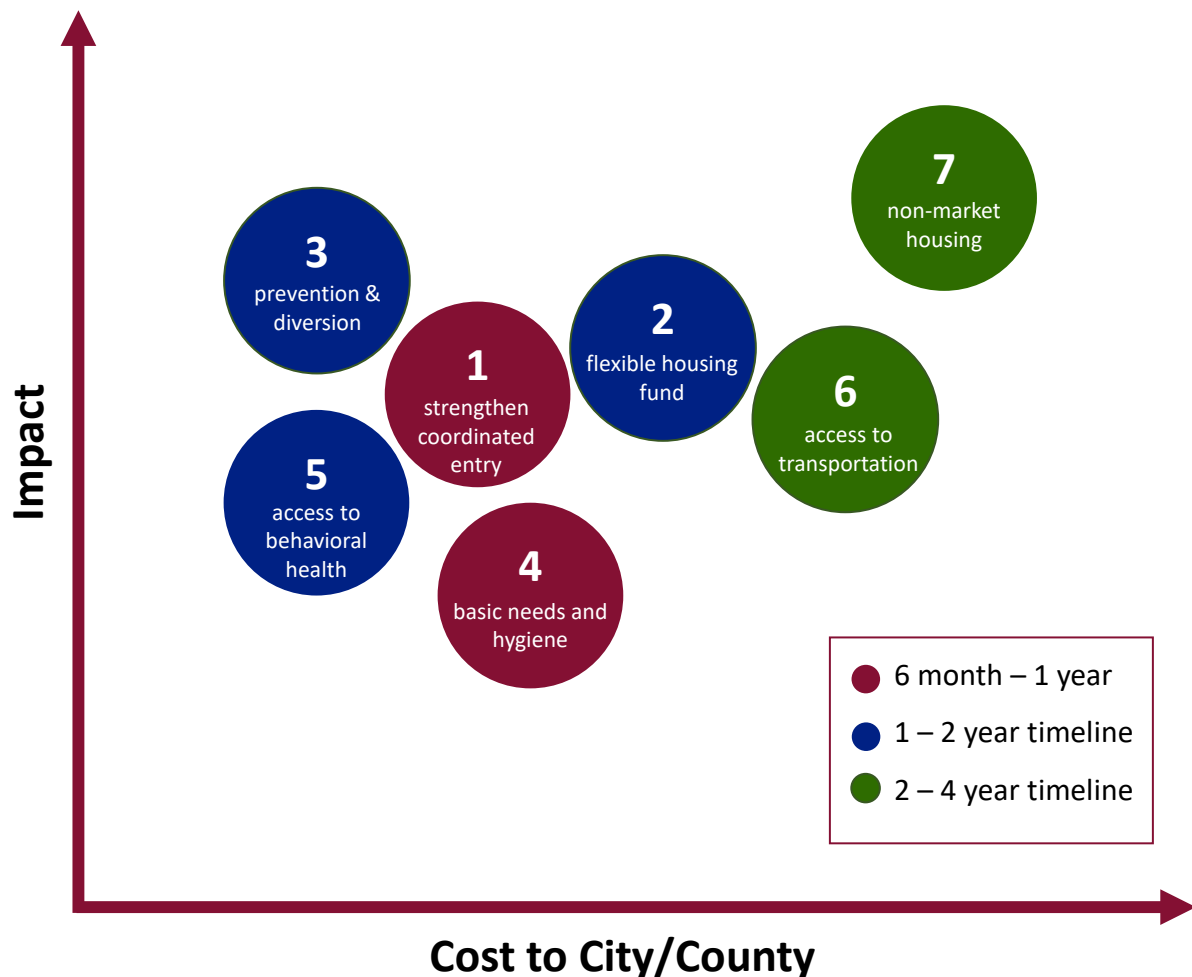 Impact
7
non-market
housing
3
prevention &
diversion
2
flexible housing
fund
1
strengthen
coordinated
entry
6
access to
transportation
5
access to
behavioral
health
4
basic needs and
hygiene
6 month – 1 year
1 – 2 year timeline
2 – 4 year timeline
Cost to City/County